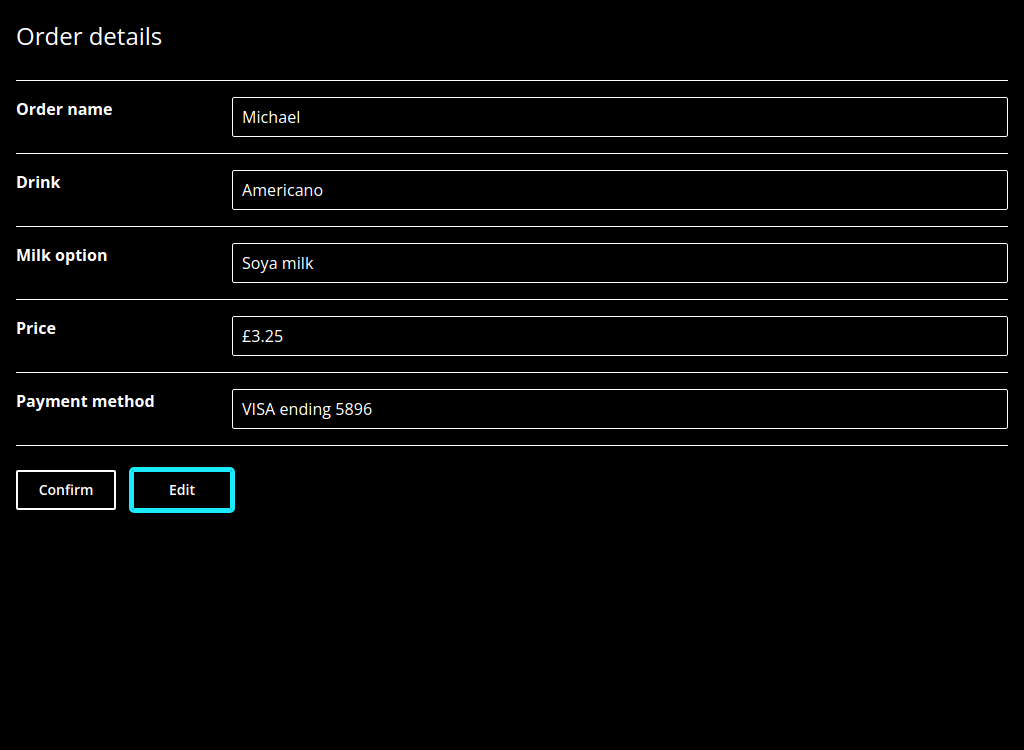 Order details
Order name
Michael
Drink
Americano
Milk option
Soya milk
Price
£3.25
Payment method
VISA ending 5896
Confirm
Edit